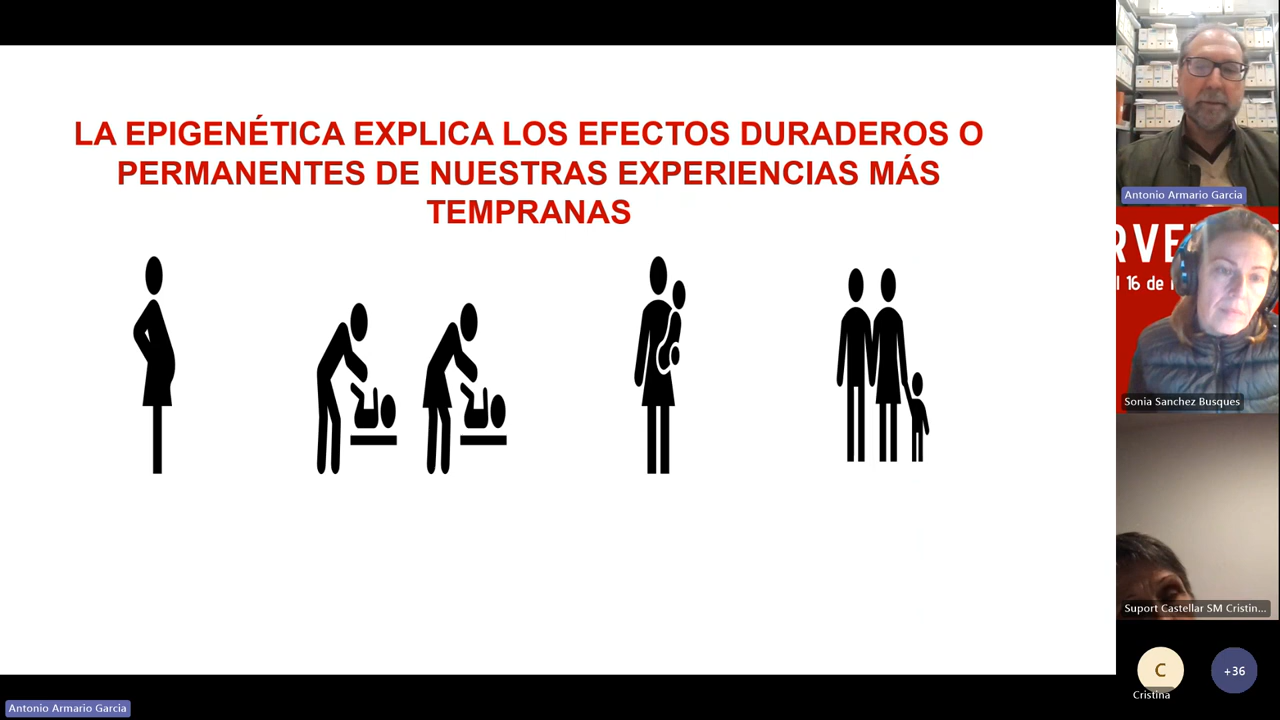 LA EPIGENÉTICA EXPLICA LOS EFECTOS DURADEROS O
PERMANENTES DE NUESTRAS EXPERIENCIAS MÁS
TEMPRANAS
Antonio Armario Garcia
RVE
l 16 de
Sonia Sanchez Busques
Suport Castellar SM Cristin...
C
+36
Cristina
Antonio Armario Garcia